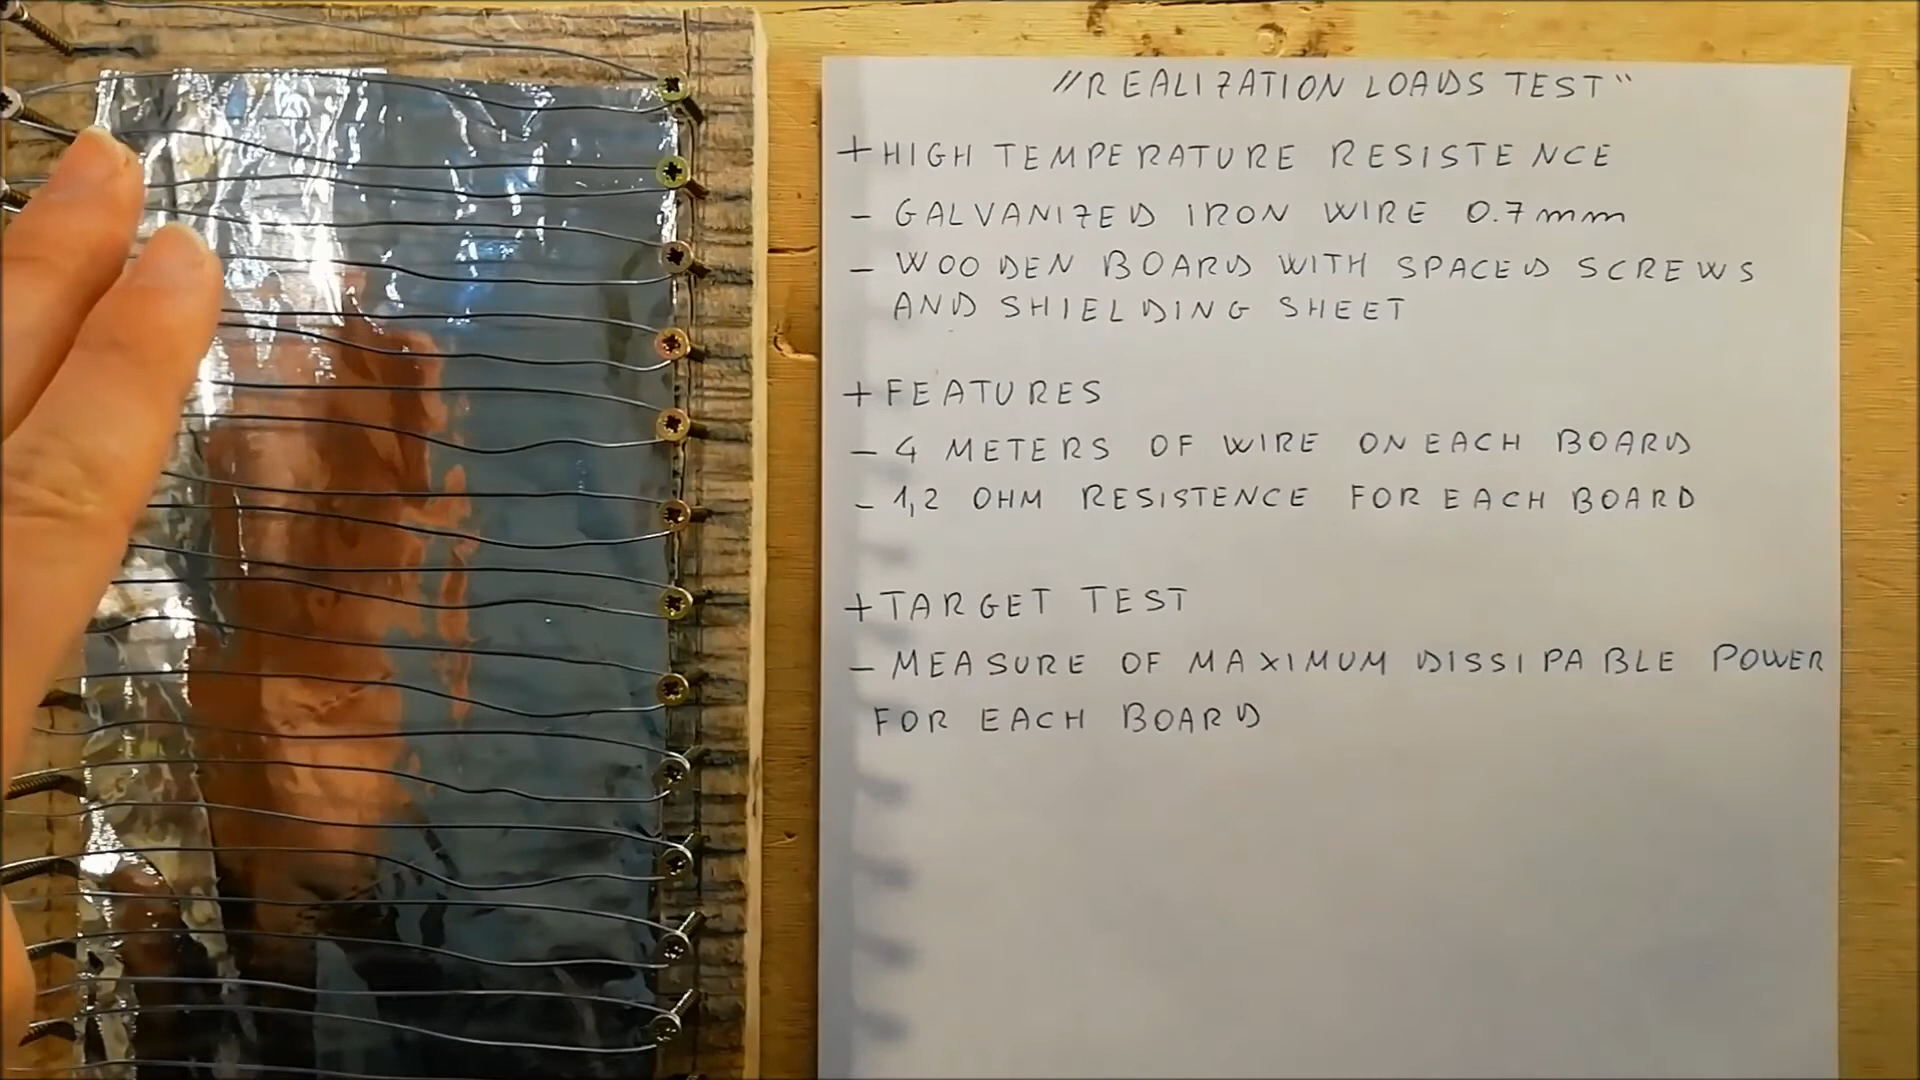 "REALIZATION LOADS TEST"
+ HIGH TEMPERATURE RESISTENCE
- GALVANIZED IRON WIRE 0.7mm
- WOODEN BOARD WITH SPACED SCREWS
AND SHIELDING SHEET
+ FEATURES
- 4 METERS OF WIRE ON EACH BOARD
- 1,2 OHM RESISTENCE FOR EACH BOARD
+ TARGET TEST
- MEASURE OF MAXIMUM DISSIPABLE POWER
FOR EACH BOARD